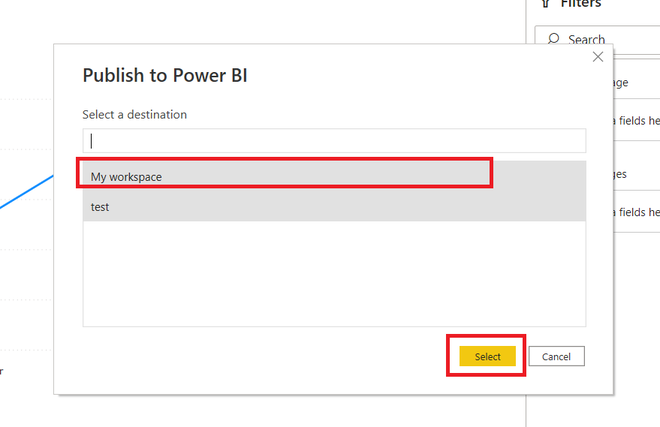 Filters
Search
Publish to Power BI
Select a destination
My workspace
test
Select
Cancel